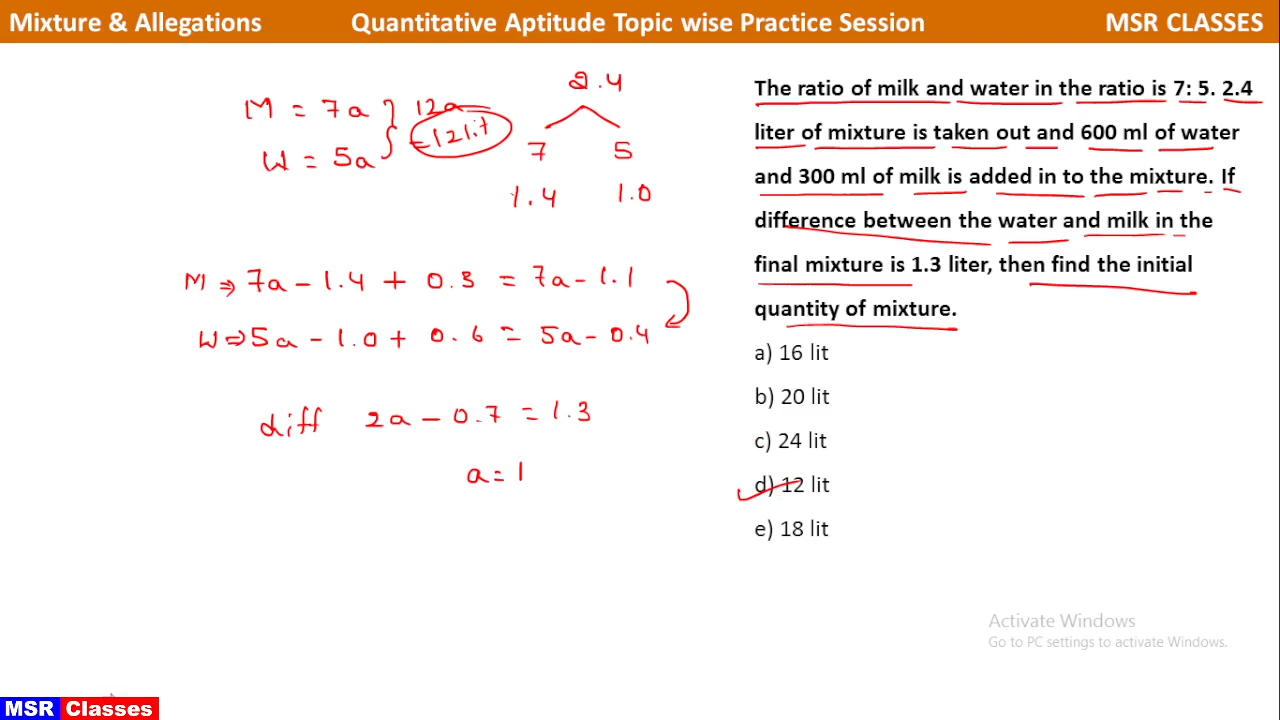 Mixture & Allegations Quantitative Aptitude Topic wise Practice Session MSR CLASSES
M = 7a } 12a
W = 5a = 12lit
2.4
7 5
1.4 1.0
M ⇒ 7a - 1.4 + 0.3 = 7a - 1.1
W ⇒ 5a - 1.0 + 0.6 = 5a - 0.4
diff 2a - 0.7 = 1.3
a = 1
The ratio of milk and water in the ratio is 7: 5. 2.4
liter of mixture is taken out and 600 ml of water
and 300 ml of milk is added in to the mixture. If
difference between the water and milk in the
final mixture is 1.3 liter, then find the initial
quantity of mixture.
a) 16 lit
b) 20 lit
c) 24 lit
d) 12 lit
e) 18 lit
Activate Windows
Go to PC settings to activate Windows.
MSR Classes